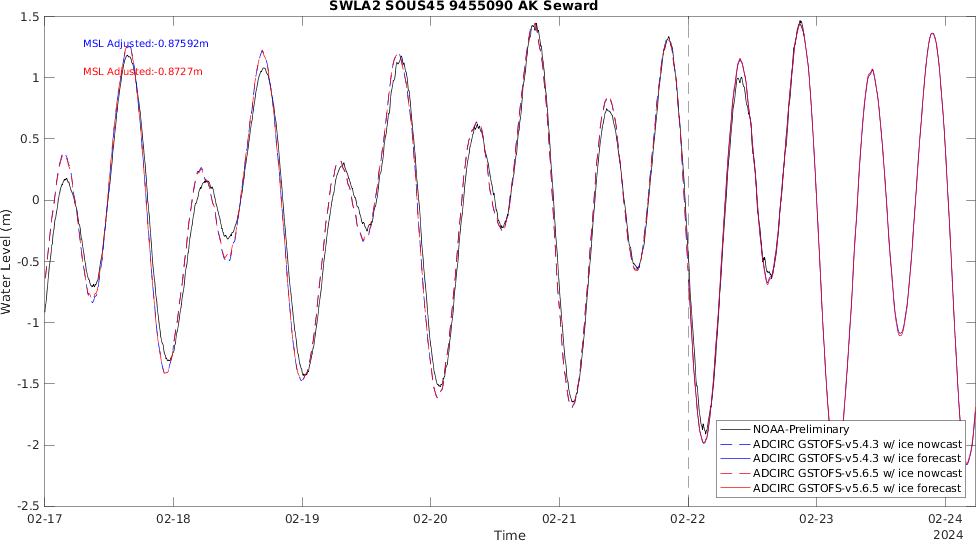 SWLA2 SOUS45 9455090 AK Seward
MSL Adjusted:-0.87592m
MSL Adjusted:-0.8727m
1.5
1
0.5
0
-0.5
-1
-1.5
-2
-2.5
Water Level (m)
NOAA-Preliminary
ADCIRC GSTOFS-v5.4.3 w/ ice nowcast
ADCIRC GSTOFS-v5.4.3 w/ ice forecast
ADCIRC GSTOFS-v5.6.5 w/ ice nowcast
ADCIRC GSTOFS-v5.6.5 w/ ice forecast
02-17 02-18 02-19 02-20 02-21 02-22 02-23 02-24
Time
2024